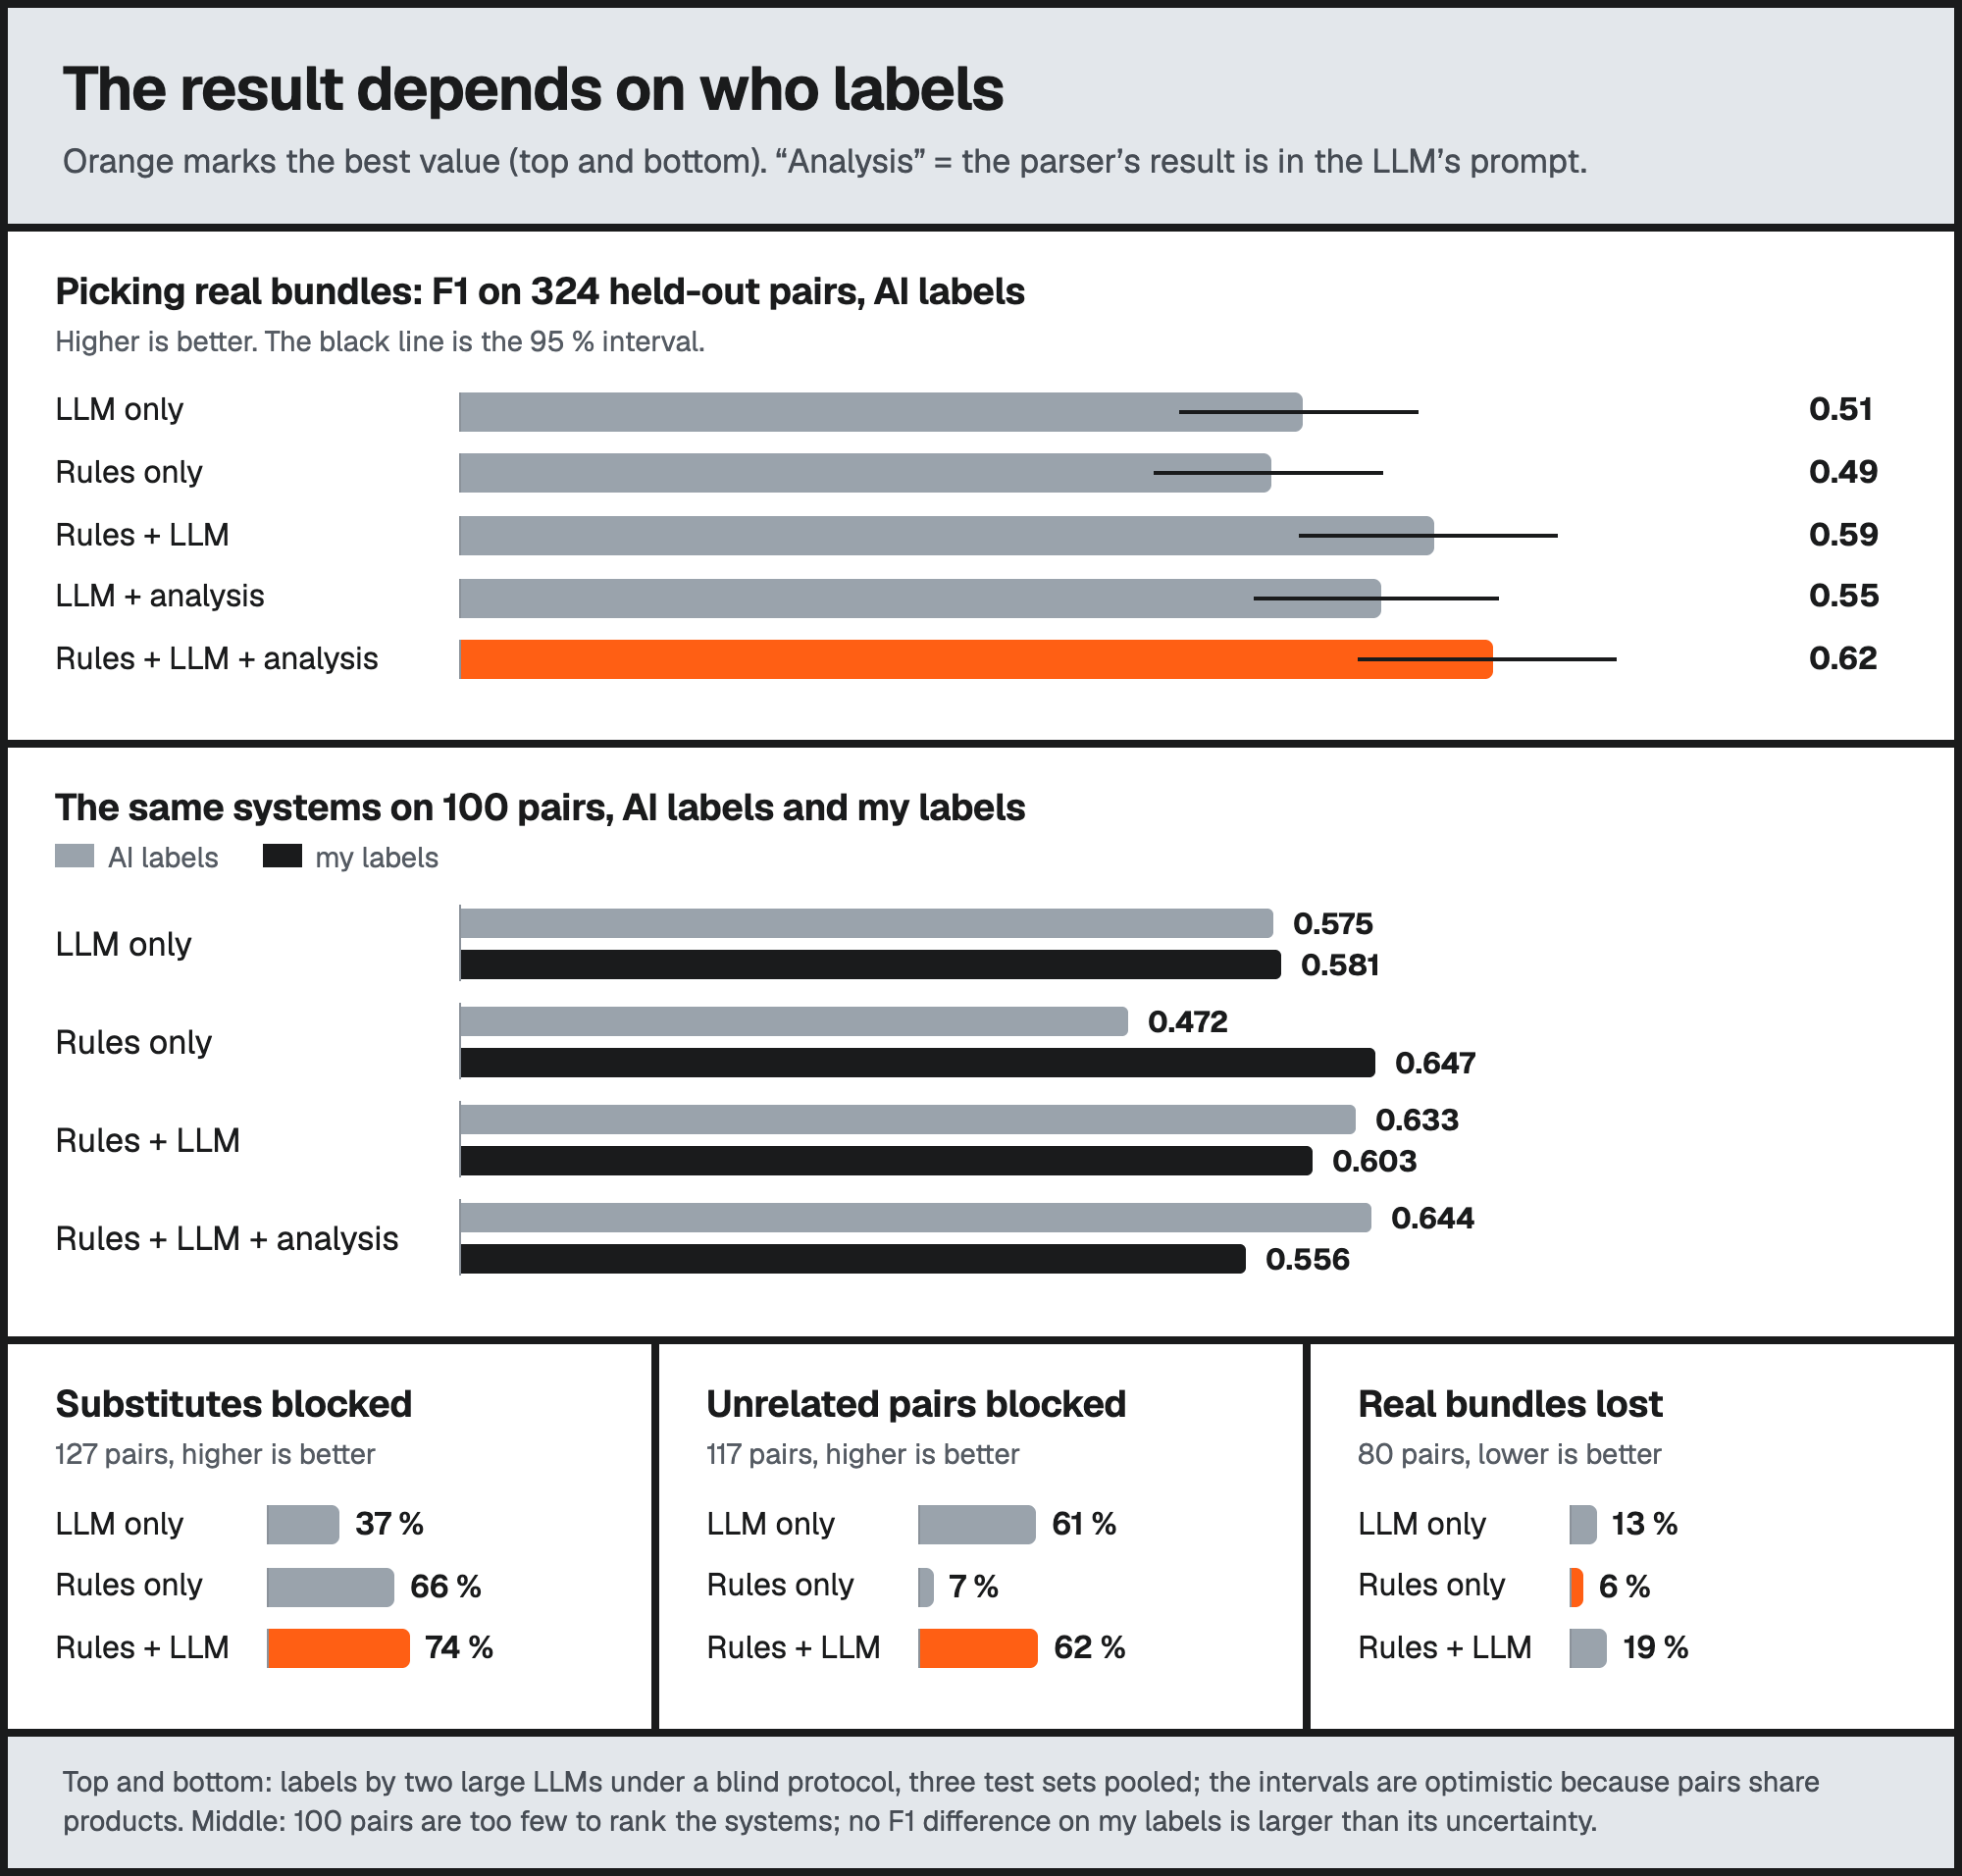 The result depends on who labels
Orange marks the best value (top and bottom). “Analysis” = the parser’s result is in the LLM’s prompt.
Picking real bundles: F1 on 324 held-out pairs, AI labels
Higher is better. The black line is the 95 % interval.
LLM only 0.51
Rules only 0.49
Rules + LLM 0.59
LLM + analysis 0.55
Rules + LLM + analysis 0.62
The same systems on 100 pairs, AI labels and my labels
AI labels my labels
LLM only 0.575
0.581
Rules only 0.472
0.647
Rules + LLM 0.633
0.603
Rules + LLM + analysis 0.644
0.556
Substitutes blocked
127 pairs, higher is better
LLM only 37 %
Rules only 66 %
Rules + LLM 74 %
Unrelated pairs blocked
117 pairs, higher is better
LLM only 61 %
Rules only 7 %
Rules + LLM 62 %
Real bundles lost
80 pairs, lower is better
LLM only 13 %
Rules only 6 %
Rules + LLM 19 %
Top and bottom: labels by two large LLMs under a blind protocol, three test sets pooled; the intervals are optimistic because pairs share
products. Middle: 100 pairs are too few to rank the systems; no F1 difference on my labels is larger than its uncertainty.